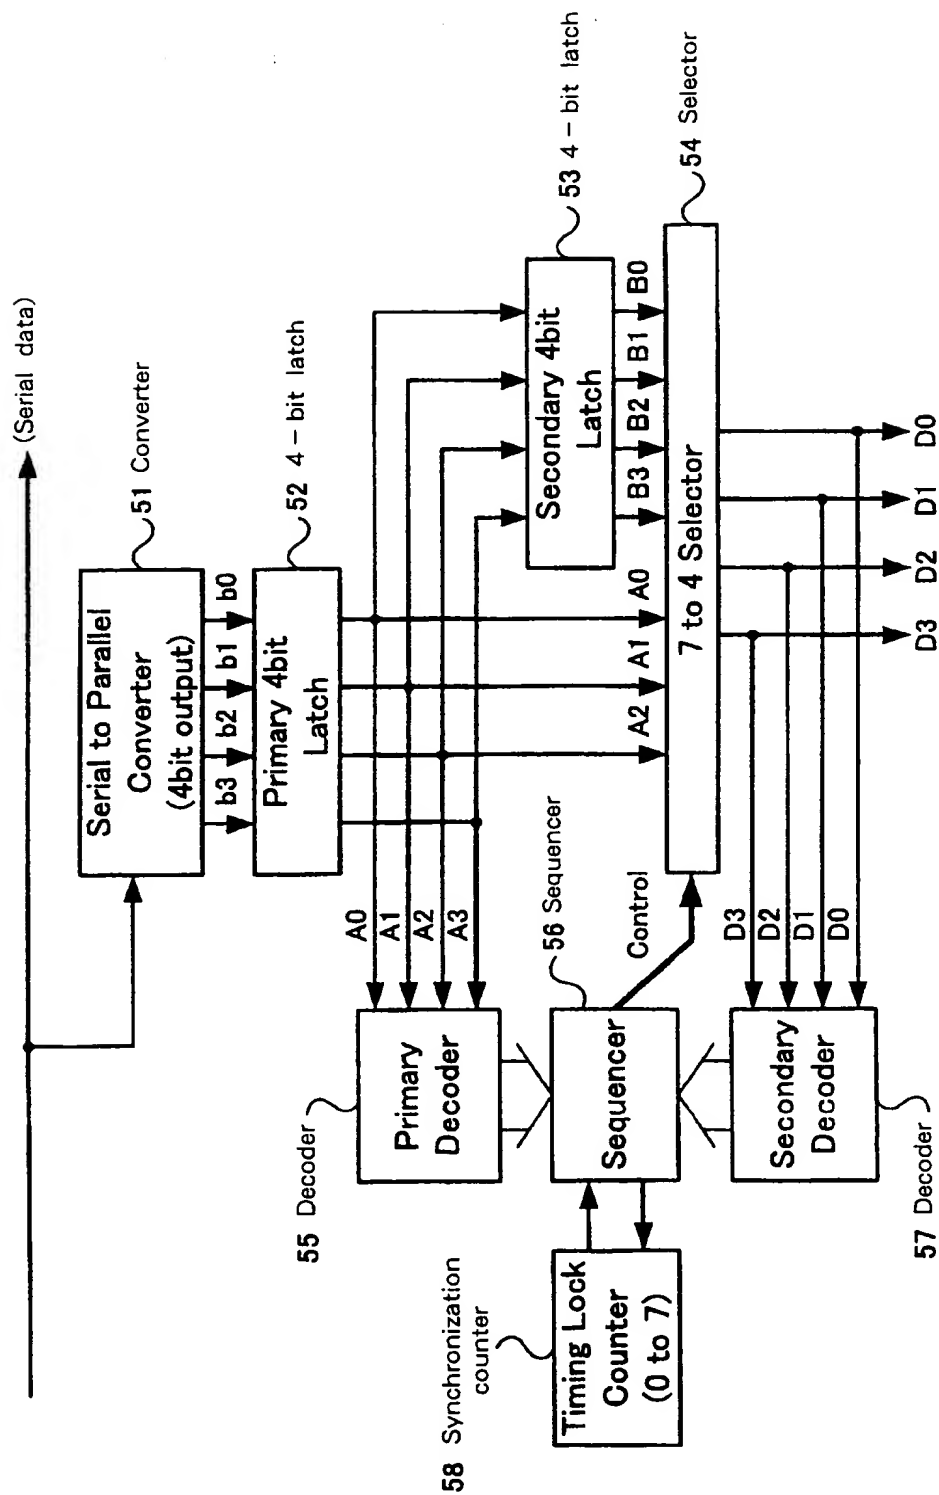 (Serial data)
Serial to Parallel
Converter
(4bit output)
51 Converter
b3
b2
b1
b0
Primary 4bit
Latch
52 4-bit latch
A0
A1
A2
A3
Secondary 4bit
Latch
53 4-bit latch
A2
A1
A0
B3
B2
B1
B0
7 to 4 Selector
54 Selector
55 Decoder
Primary
Decoder
56 Sequencer
Sequencer
Control
58 Synchronization
counter
Timing Lock
Counter
(0 to 7)
Secondary
Decoder
57 Decoder
D3
D2
D1
D0
D3
D2
D1
D0